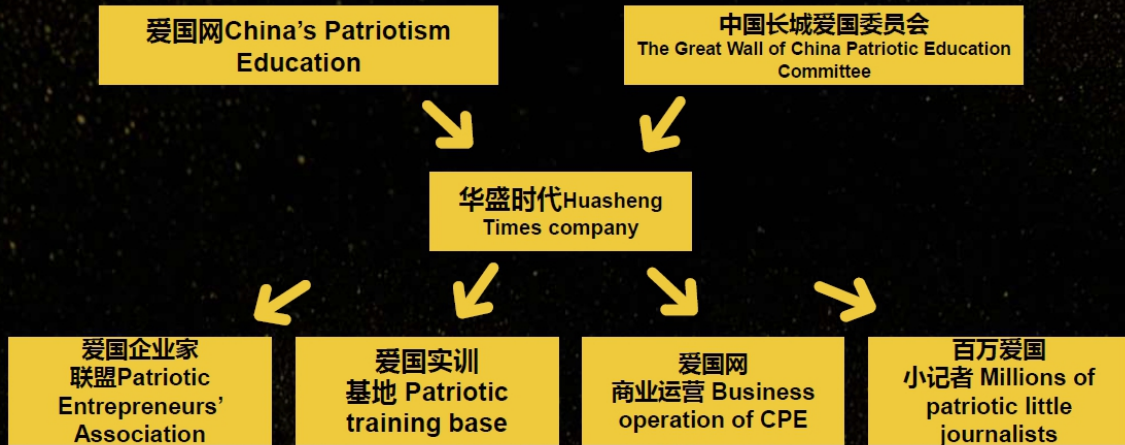 爱国网China’s Patriotism
Education
中国长城爱国委员会
The Great Wall of China Patriotic Education
Committee
华盛时代Huasheng
Times company
爱国企业家
联盟Patriotic
Entrepreneurs’
Association
爱国实训
基地 Patriotic
training base
爱国网
商业运营 Business
operation of CPE
百万爱国
小记者 Millions of
patriotic little
journalists